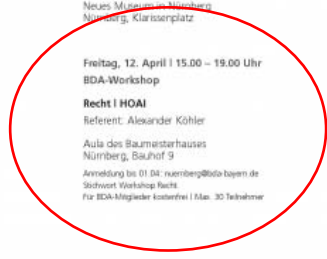 Neues Museum in Nürnberg
Nürnberg, Klarissenplatz
Freitag, 12. April I 15.00 – 19.00 Uhr
BDA-Workshop
Recht I HOAI
Referent: Alexander Köhler
Aula des Baumeisterhauses
Nürnberg, Bauhof 9
Anmeldung bis 01.04: nuernberg@bda-bayern.de
Stichwort Workshop Recht
Für BDA-Mitglieder kostenfrei I Max. 30 Teilnehmer